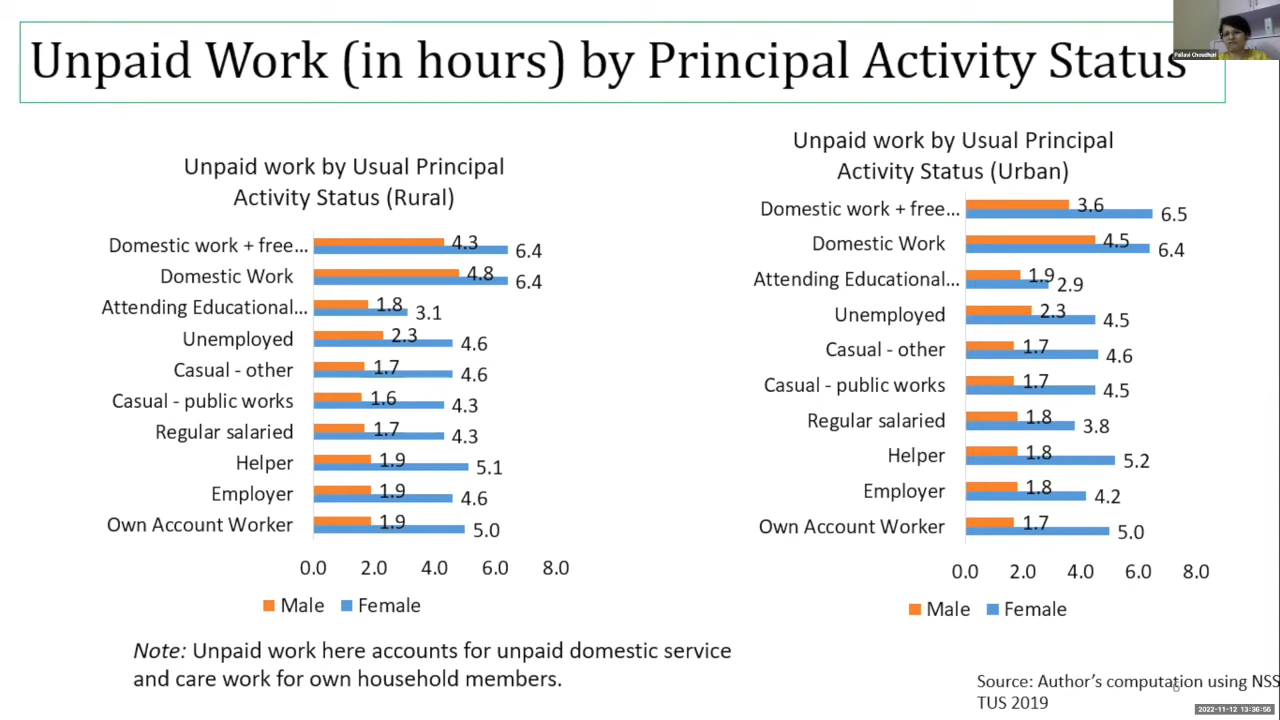 Unpaid Work (in hours) by Principal Activity Status
Pallavi Choudhuri
Unpaid work by Usual Principal
Activity Status (Rural)
Domestic work + free... 4.3 6.4
Domestic Work 4.8 6.4
Attending Educational... 1.8 3.1
Unemployed 2.3 4.6
Casual - other 1.7 4.6
Casual - public works 1.6 4.3
Regular salaried 1.7 4.3
Helper 1.9 5.1
Employer 1.9 4.6
Own Account Worker 1.9 5.0
0.0 2.0 4.0 6.0 8.0
Male Female
Unpaid work by Usual Principal
Activity Status (Urban)
Domestic work + free... 3.6 6.5
Domestic Work 4.5 6.4
Attending Educational... 1.9 2.9
Unemployed 2.3 4.5
Casual - other 1.7 4.6
Casual - public works 1.7 4.5
Regular salaried 1.8 3.8
Helper 1.8 5.2
Employer 1.8 4.2
Own Account Worker 1.7 5.0
0.0 2.0 4.0 6.0 8.0
Male Female
Note: Unpaid work here accounts for unpaid domestic service
and care work for own household members.
Source: Author's computation using NSS
TUS 2019
2022-11-12 13:36:56